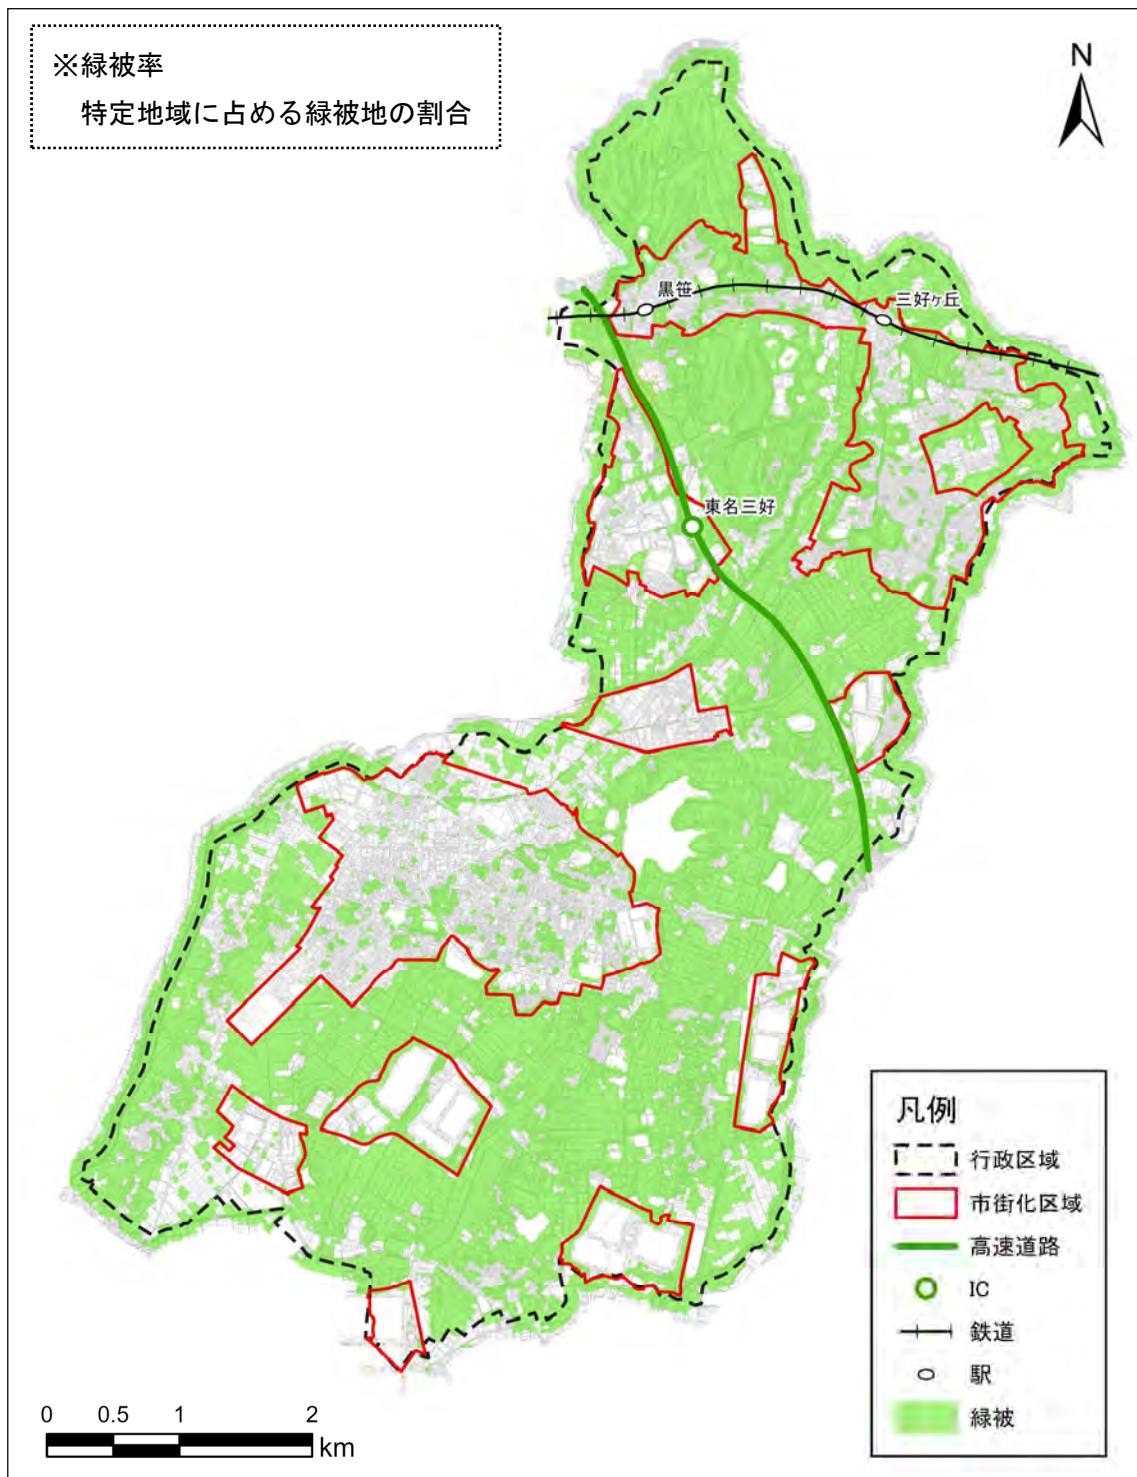 ※緑被率
特定地域に占める緑被地の割合
N
黒笹
三好ヶ丘
東名三好
凡例
行政区域
市街化区域
高速道路
IC
鉄道
駅
緑被
0 0.5 1 2
km